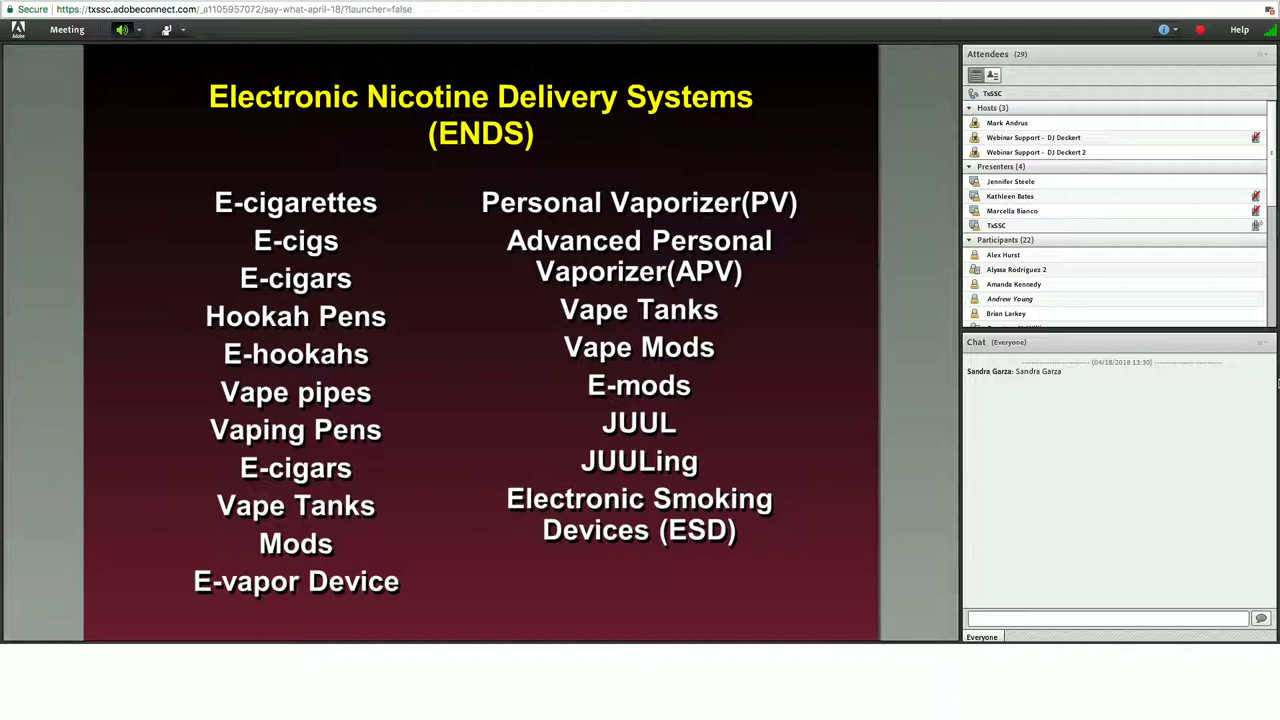 Secure https://txssc.adobeconnect.com/_a1105957072/say-what-april-18/?launcher=false
Adobe
Meeting
Help
Electronic Nicotine Delivery Systems
(ENDS)
E-cigarettes
E-cigs
E-cigars
Hookah Pens
E-hookahs
Vape pipes
Vaping Pens
E-cigars
Vape Tanks
Mods
E-vapor Device
Personal Vaporizer(PV)
Advanced Personal
Vaporizer(APV)
Vape Tanks
Vape Mods
E-mods
JUUL
JUULing
Electronic Smoking
Devices (ESD)
Attendees (29)
TxSSC
Hosts (3)
Mark Andrus
Webinar Support - DJ Deckert
Webinar Support - DJ Deckert 2
Presenters (4)
Jennifer Steele
Kathleen Bates
Marcella Bianco
TxSSC
Participants (22)
Alex Hurst
Alyssa Rodriguez 2
Amanda Kennedy
Andrew Young
Brian Larkey
Chat (Everyone)
(04/18/2018 13:30)
Sandra Garza: Sandra Garza
Everyone